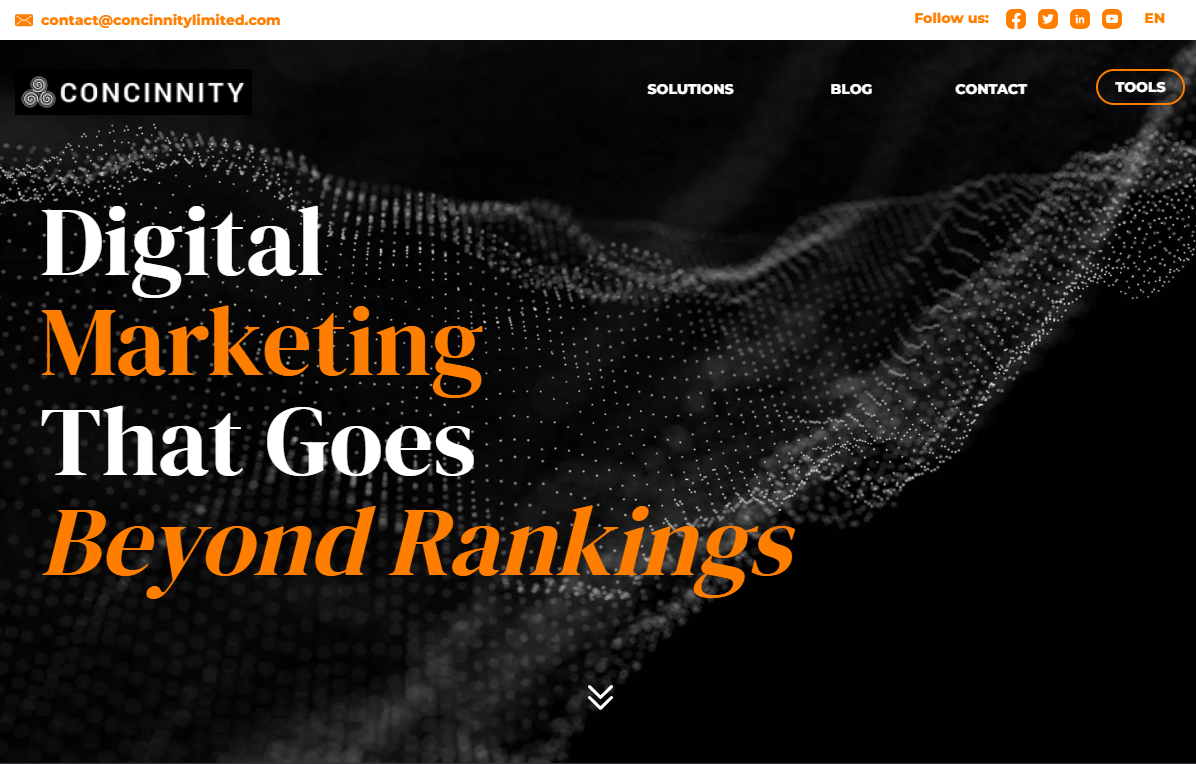 contact@concinnitylimited.com
Follow us:
EN
CONCINNITY
SOLUTIONS
BLOG
CONTACT
TOOLS
Digital
Marketing
That Goes
Beyond Rankings